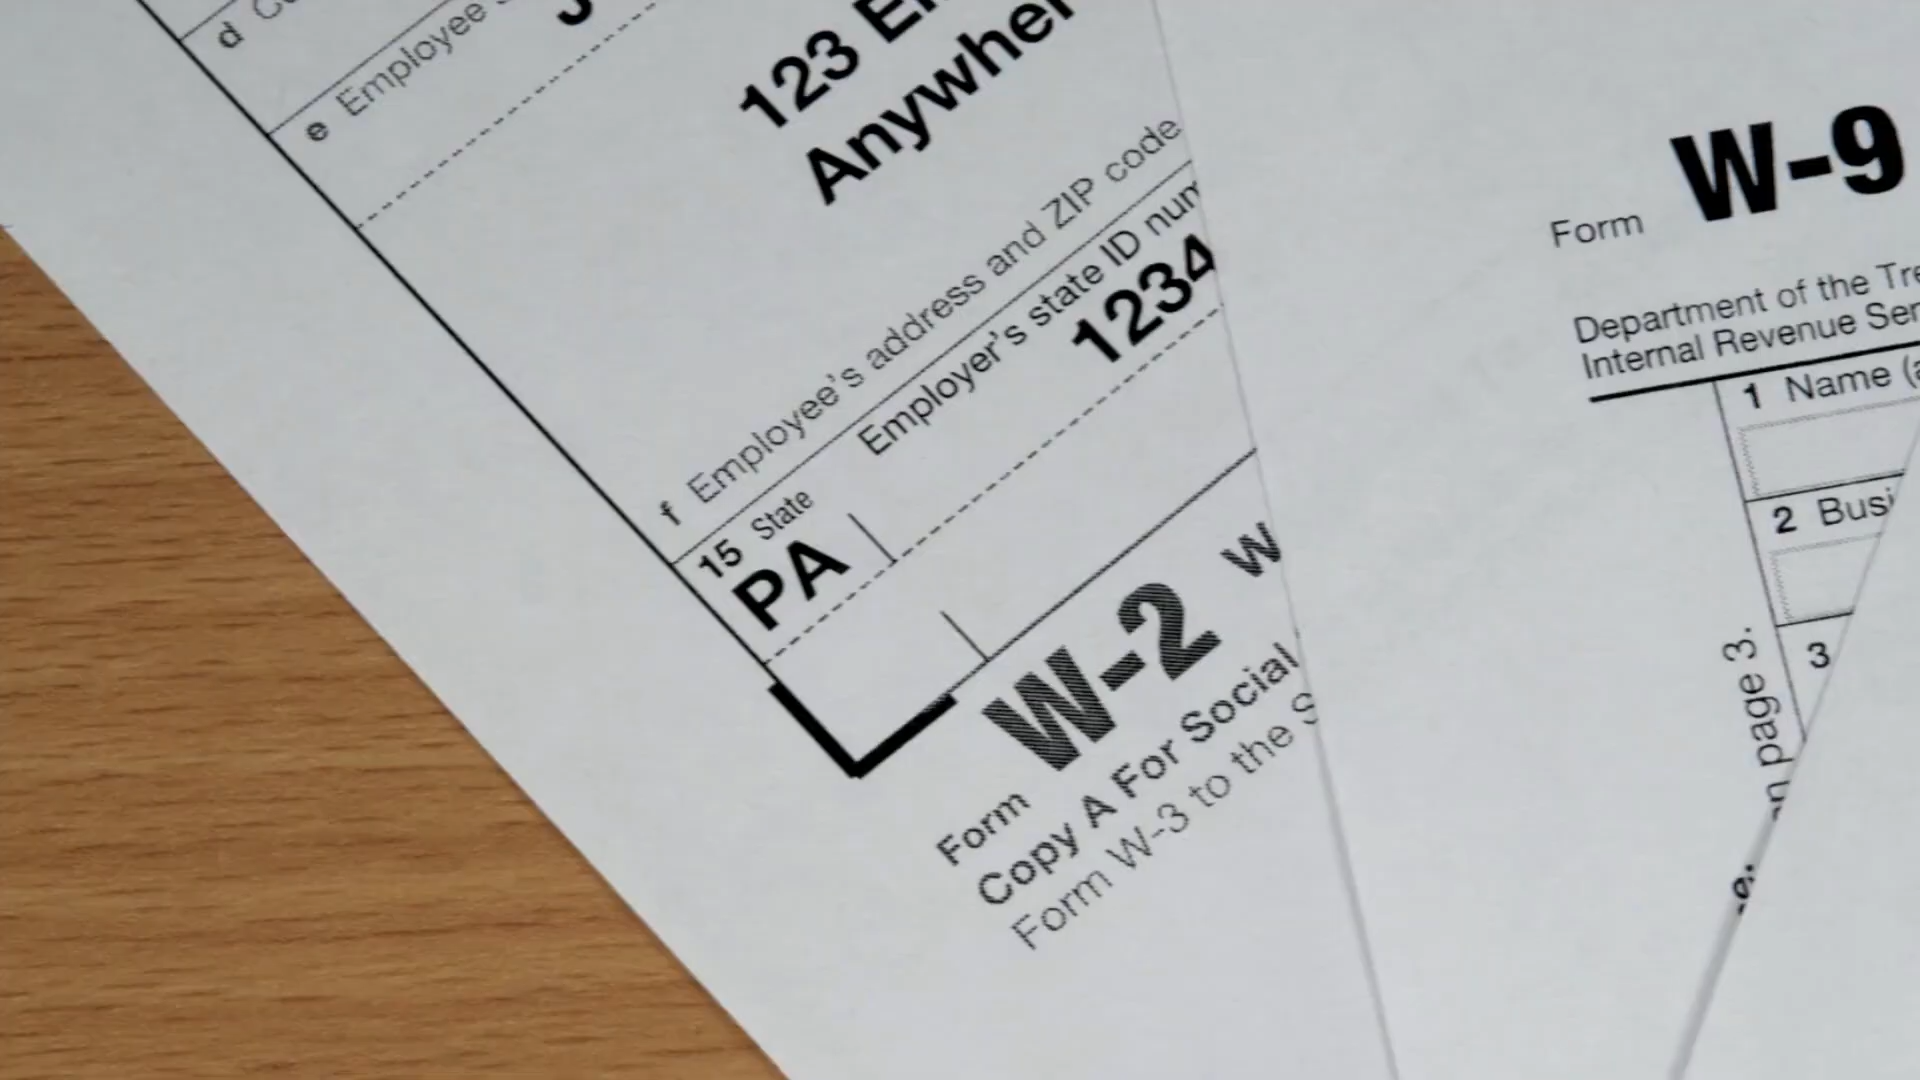 d
e Employee
123
Anywher
f Employee's address and ZIP code
15 State Employer's state ID num
PA 1234
Form W-2 W
Copy A For Social
Form W-3 to the S
Form W-9
Department of the Tre
Internal Revenue Ser
1 Name (a
2 Busi
3
page 3.